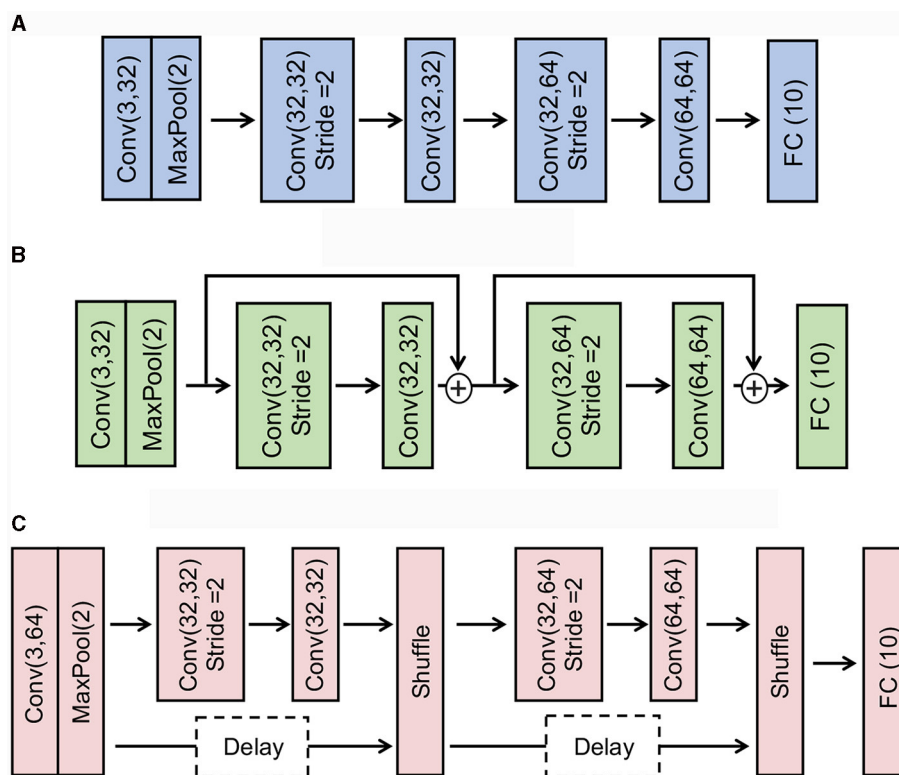 A
Conv(3,32)
MaxPool(2)
Conv(32,32)
Stride =2
Conv(32,32)
Conv(32,64)
Stride =2
Conv(64,64)
FC (10)
B
Conv(3,32)
MaxPool(2)
Conv(32,32)
Stride =2
Conv(32,32)
+
Conv(32,64)
Stride =2
Conv(64,64)
+
FC (10)
C
Conv(3,64)
MaxPool(2)
Conv(32,32)
Stride =2
Conv(32,32)
Shuffle
Conv(32,64)
Stride =2
Conv(64,64)
Shuffle
FC (10)
Delay
Delay